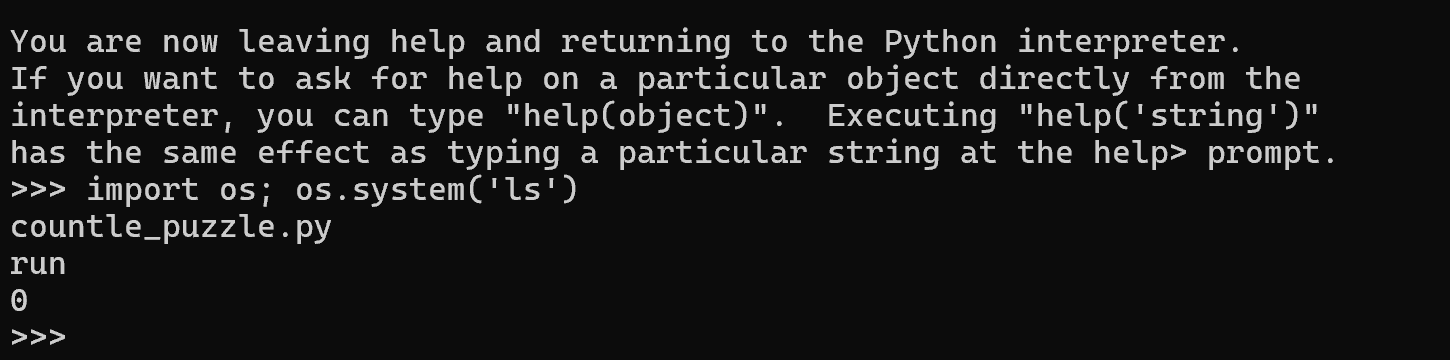 You are now leaving help and returning to the Python interpreter.
If you want to ask for help on a particular object directly from the
interpreter, you can type "help(object)".  Executing "help('string')"
has the same effect as typing a particular string at the help> prompt.
>>> import os; os.system('ls')
countle_puzzle.py
run
0
>>>